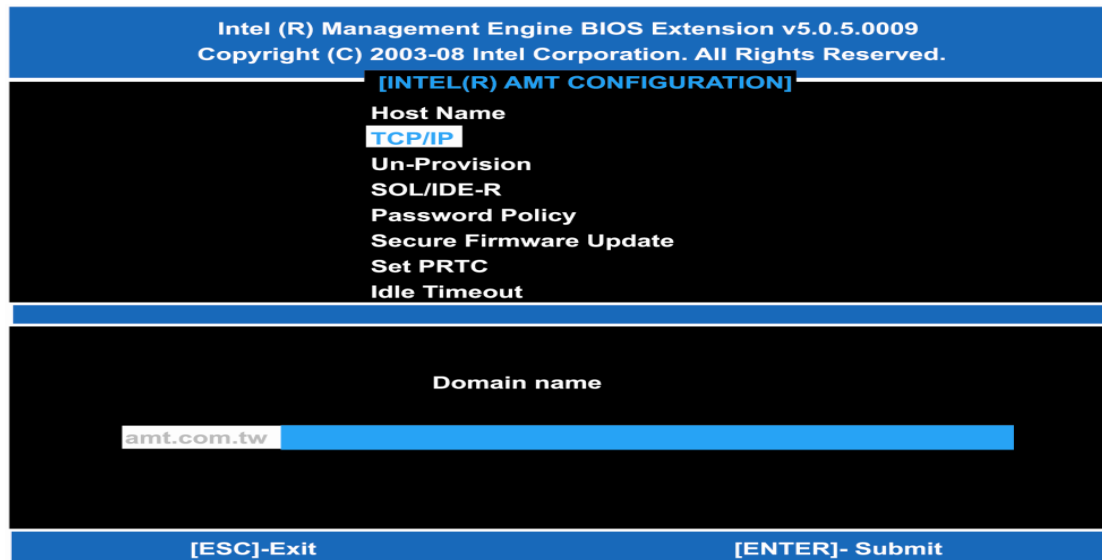 Intel (R) Management Engine BIOS Extension v5.0.5.0009
Copyright (C) 2003-08 Intel Corporation. All Rights Reserved.
[INTEL(R) AMT CONFIGURATION]
Host Name
TCP/IP
Un-Provision
SOL/IDE-R
Password Policy
Secure Firmware Update
Set PRTC
Idle Timeout
Domain name
amt.com.tw
[ESC]-Exit [ENTER]- Submit